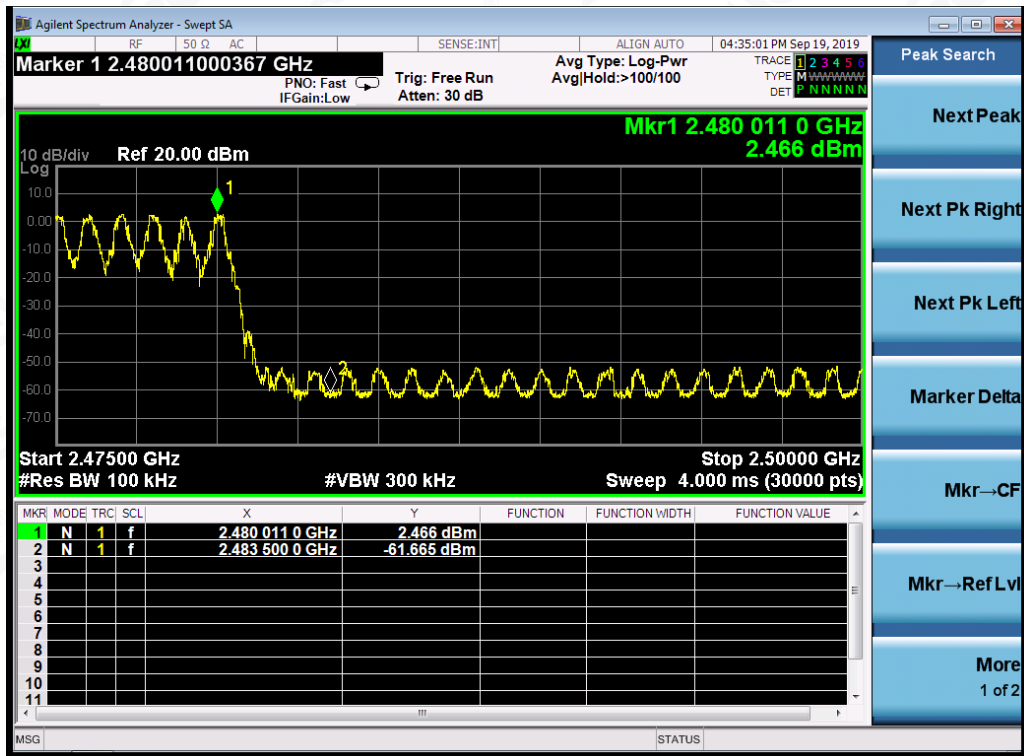 Agilent Spectrum Analyzer - Swept SA
LXI RF 50 Ω AC SENSE:INT ALIGN AUTO 04:35:01 PM Sep 19, 2019
Marker 1 2.480011000367 GHz
PNO: Fast
IFGain:Low
Trig: Free Run
Atten: 30 dB
Avg Type: Log-Pwr
Avg|Hold:>100/100
TRACE 1 2 3 4 5 6
TYPE M WWWWW
DET P N N N N N
Mkr1 2.480 011 0 GHz
2.466 dBm
10 dB/div Ref 20.00 dBm
Log
10.0
0.00
-10.0
-20.0
-30.0
-40.0
-50.0
-60.0
-70.0
1
2
Start 2.47500 GHz Stop 2.50000 GHz
#Res BW 100 kHz #VBW 300 kHz Sweep 4.000 ms (30000 pts)
MKR MODE TRC SCL X Y FUNCTION FUNCTION WIDTH FUNCTION VALUE
1 N 1 f 2.480 011 0 GHz 2.466 dBm
2 N 1 f 2.483 500 0 GHz -61.665 dBm
3
4
5
6
7
8
9
10
11
MSG STATUS
Peak Search
Next Peak
Next Pk Right
Next Pk Left
Marker Delta
Mkr→CF
Mkr→Ref Lvl
More
1 of 2